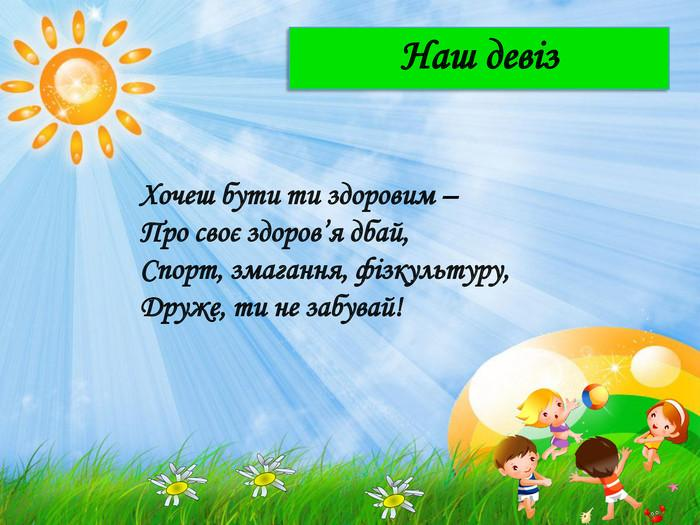 Наш девіз
Хочеш бути ти здоровим –
Про своє здоров’я дбай,
Спорт, змагання, фізкультуру,
Друже, ти не забувай!